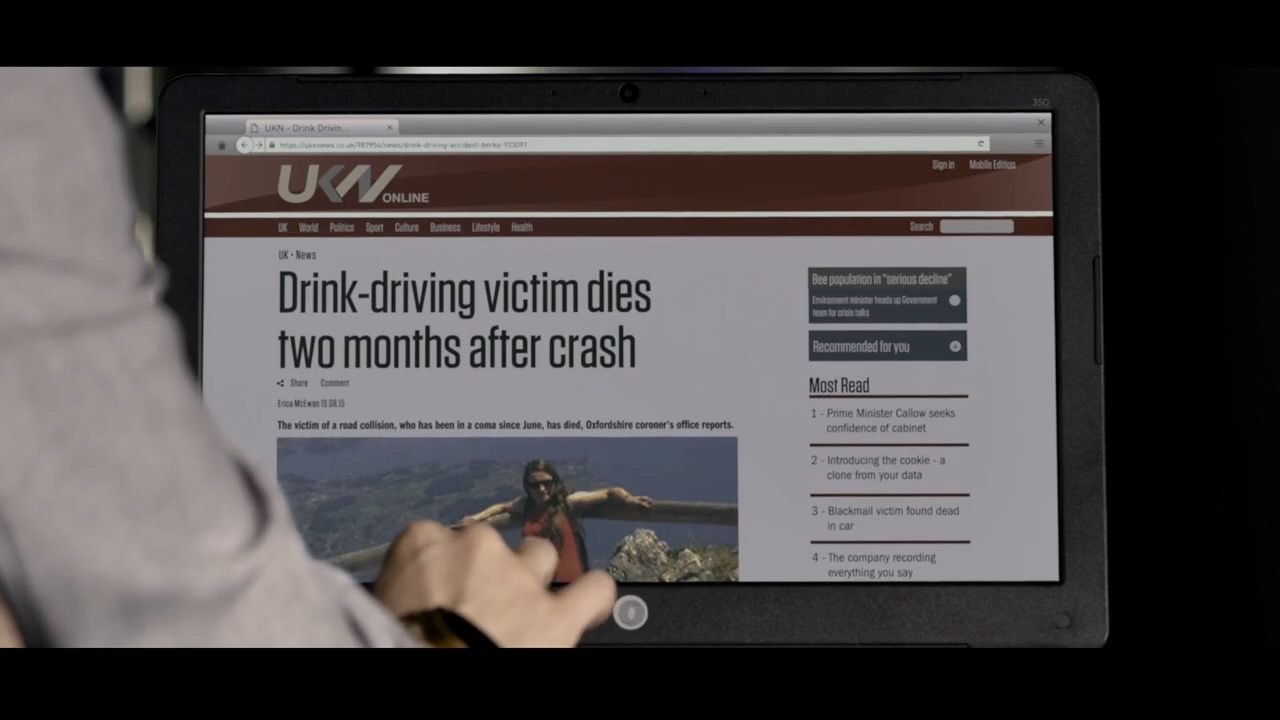 350
UKN - Drink Drivin...
https://uknnews.co.uk/987956/news/drink-driving-accident-berks-923091
Sign in Mobile Edition
UKN ONLINE
UK World Politics Sport Culture Business Lifestyle Health Search
UK • News
Drink-driving victim dies
two months after crash
Share Comment
Erica McEwan 19.08.15
The victim of a road collision, who has been in a coma since June, has died, Oxfordshire coroner's office reports.
Bee population in "serious decline"
Environment minister heads up Government
team for crisis talks
Recommended for you
Most Read
1 - Prime Minister Callow seeks
confidence of cabinet
2 - Introducing the cookie - a
clone from your data
3 - Blackmail victim found dead
in car
4 - The company recording
everything you say